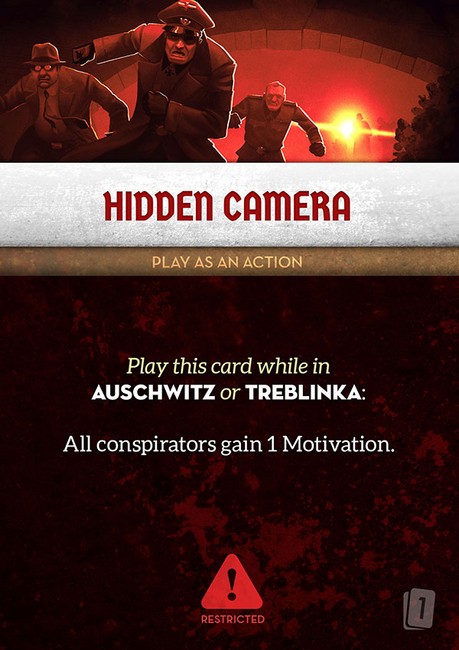 HIDDEN CAMERA
PLAY AS AN ACTION
Play this card while in
AUSCHWITZ or TREBLINKA:
All conspirators gain 1 Motivation.
!
RESTRICTED
1